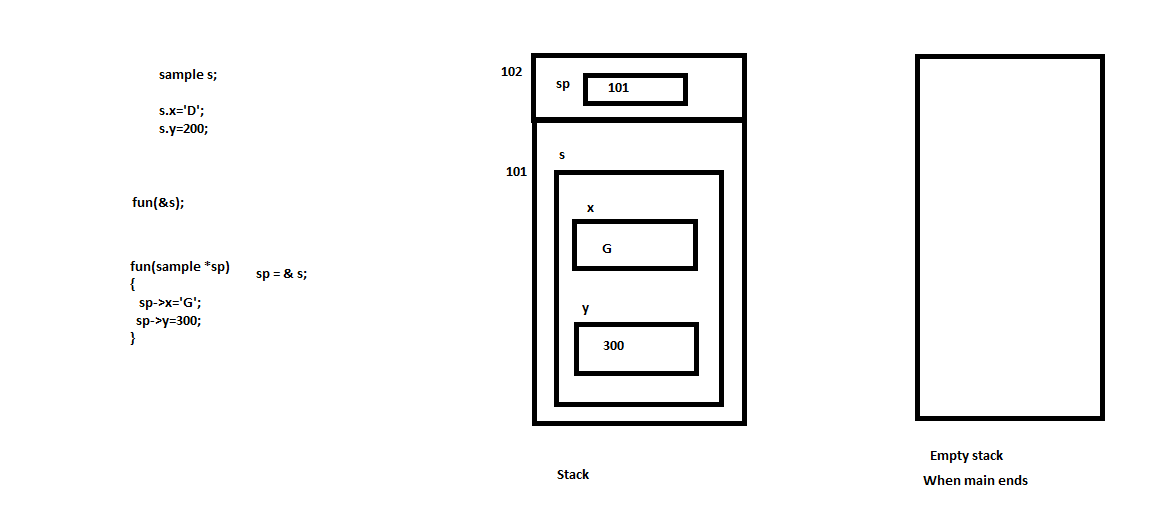 sample s;
s.x='D';
s.y=200;
fun(&s);
fun(sample *sp)
sp = & s;
{
sp->x='G';
sp->y=300;
}
102
sp
101
101
s
x
G
y
300
Stack
Empty stack
When main ends